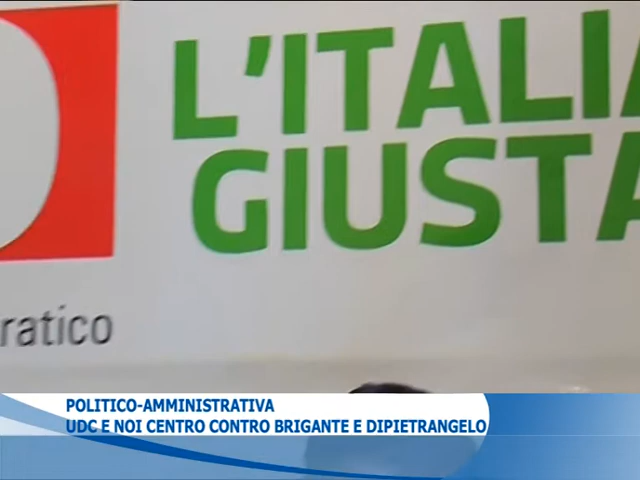 L'ITALIA
GIUSTA
ratico
POLITICO-AMMINISTRATIVA
UDC E NOI CENTRO CONTRO BRIGANTE E DIPIETRANGELO